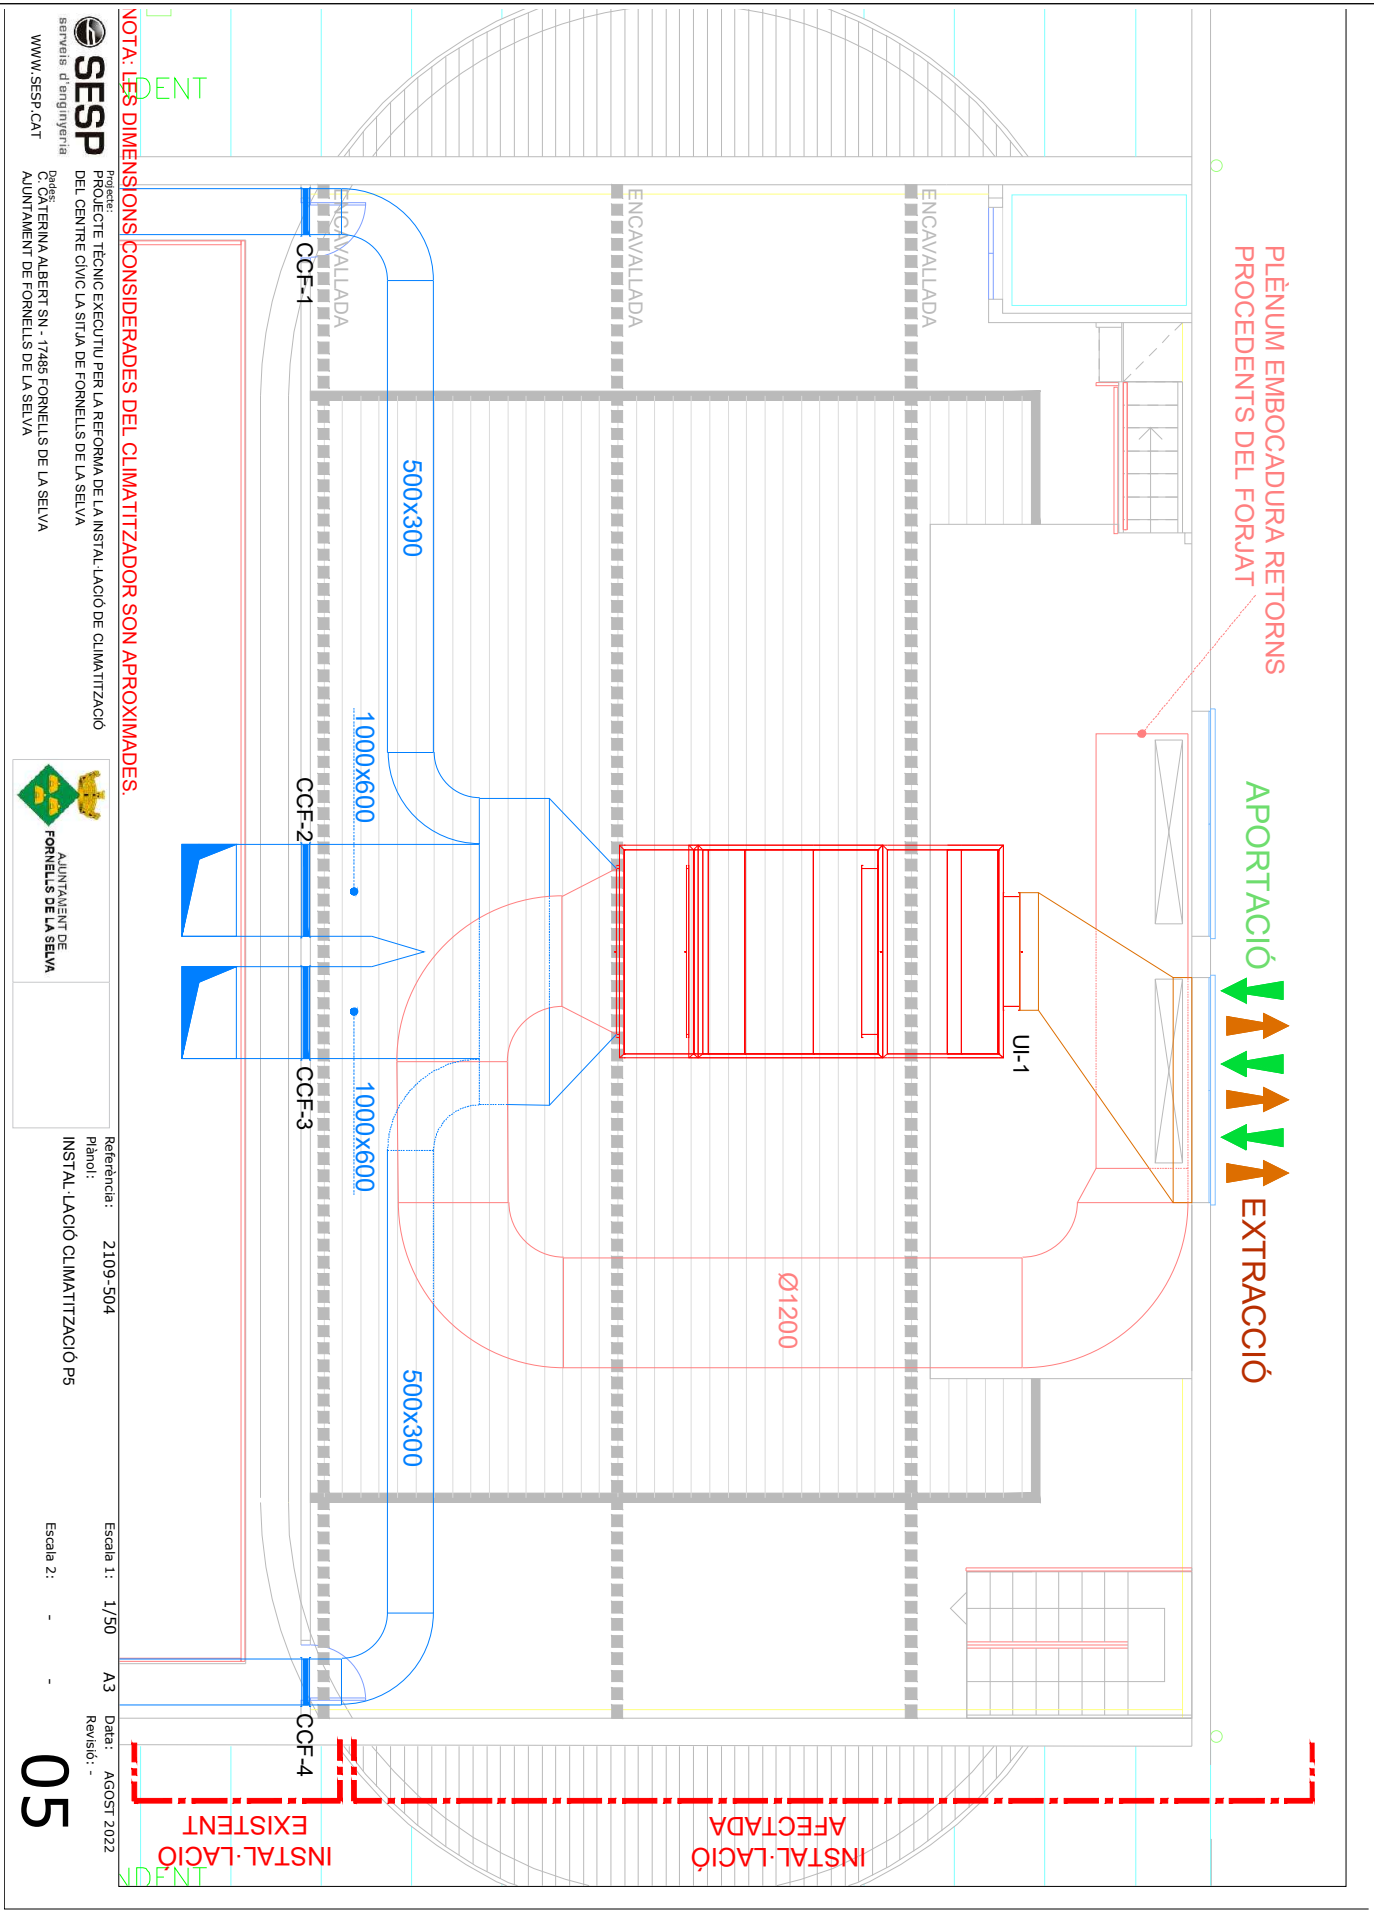 PLÈNUM EMBOCADURA RETORNS
PROCEDENTS DEL FORJAT
APORTACIÓ
EXTRACCIÓ
UI-1
ENCAVALLADA
ENCAVALLADA
ENCAVALLADA
Ø1200
500x300
500x300
1000x600
1000x600
CCF-1
CCF-2
CCF-3
CCF-4
INSTAL·LACIÓ
AFECTADA
INSTAL·LACIÓ
EXISTENT
NDENT
NDENT
NOTA: LES DIMENSIONS CONSIDERADES DEL CLIMATITZADOR SON APROXIMADES.
SESP
serveis d'enginyeria
WWW.SESP.CAT
Projecte:
PROJECTE TÈCNIC EXECUTIU PER LA REFORMA DE LA INSTAL·LACIÓ DE CLIMATITZACIÓ
DEL CENTRE CÍVIC LA SITJA DE FORNELLS DE LA SELVA
Dades:
C. CATERINA ALBERT SN - 17485 FORNELLS DE LA SELVA
AJUNTAMENT DE FORNELLS DE LA SELVA
AJUNTAMENT DE
FORNELLS DE LA SELVA
Referència: 2109-504
Plànol:
INSTAL·LACIÓ CLIMATITZACIÓ P5
Escala 1: 1/50 A3
Escala 2: - -
Data: AGOST 2022
Revisió: -
05